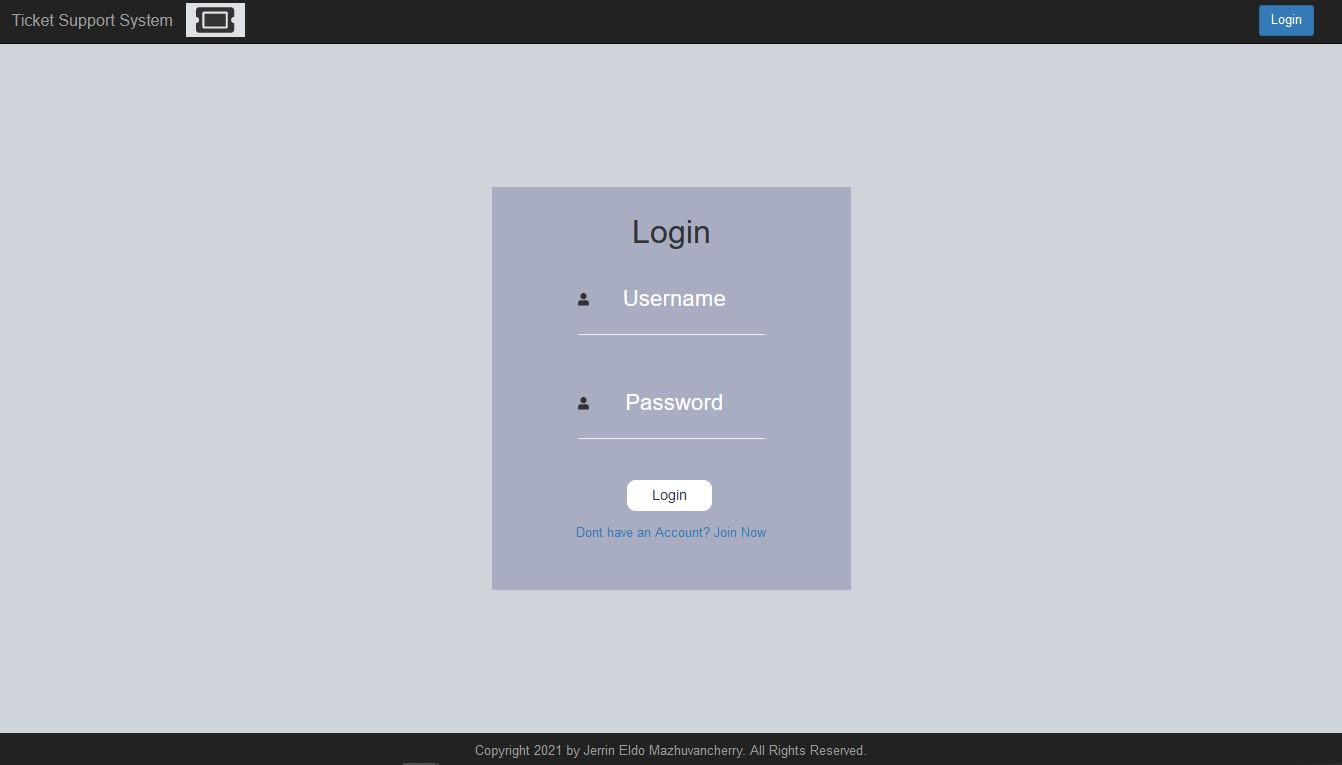 Ticket Support System
Login
Login
Username
Password
Login
Dont have an Account? Join Now
Copyright 2021 by Jerrin Eldo Mazhuvancherry. All Rights Reserved.